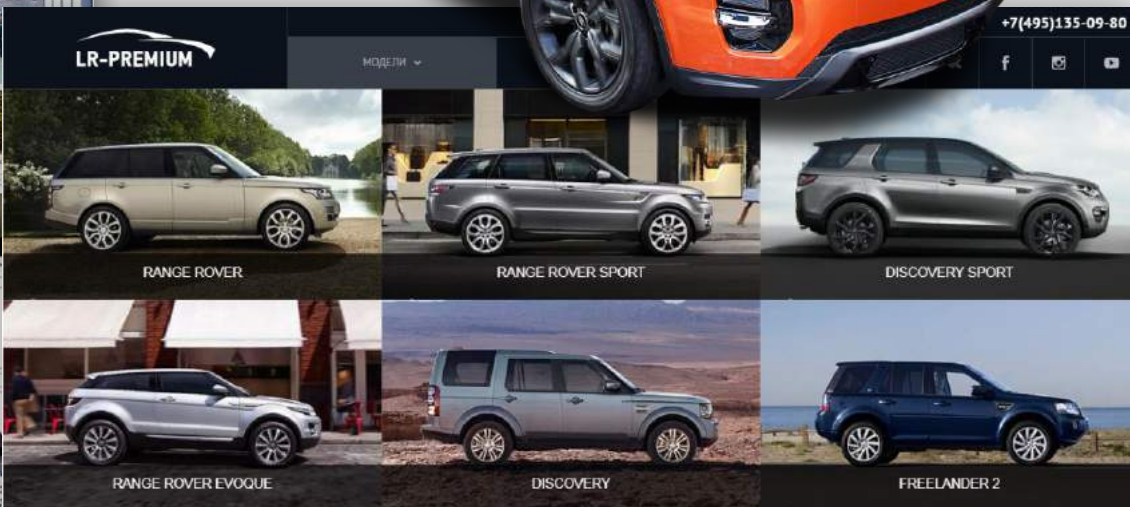 +7(495)135-09-80
LR-PREMIUM
МОДЕЛИ
RANGE ROVER
RANGE ROVER SPORT
DISCOVERY SPORT
RANGE ROVER EVOQUE
DISCOVERY
FREELANDER 2